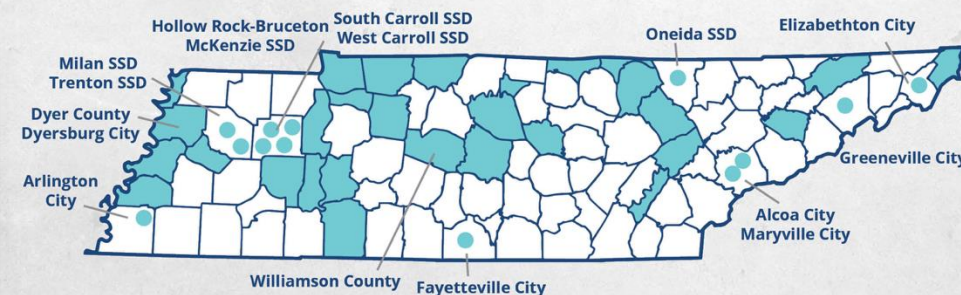 Hollow Rock-Bruceton
McKenzie SSD
South Carroll SSD
West Carroll SSD
Oneida SSD
Elizabethton City
Milan SSD
Trenton SSD
Dyer County
Dyersburg City
Arlington
City
Greeneville City
Alcoa City
Maryville City
Williamson County
Fayetteville City